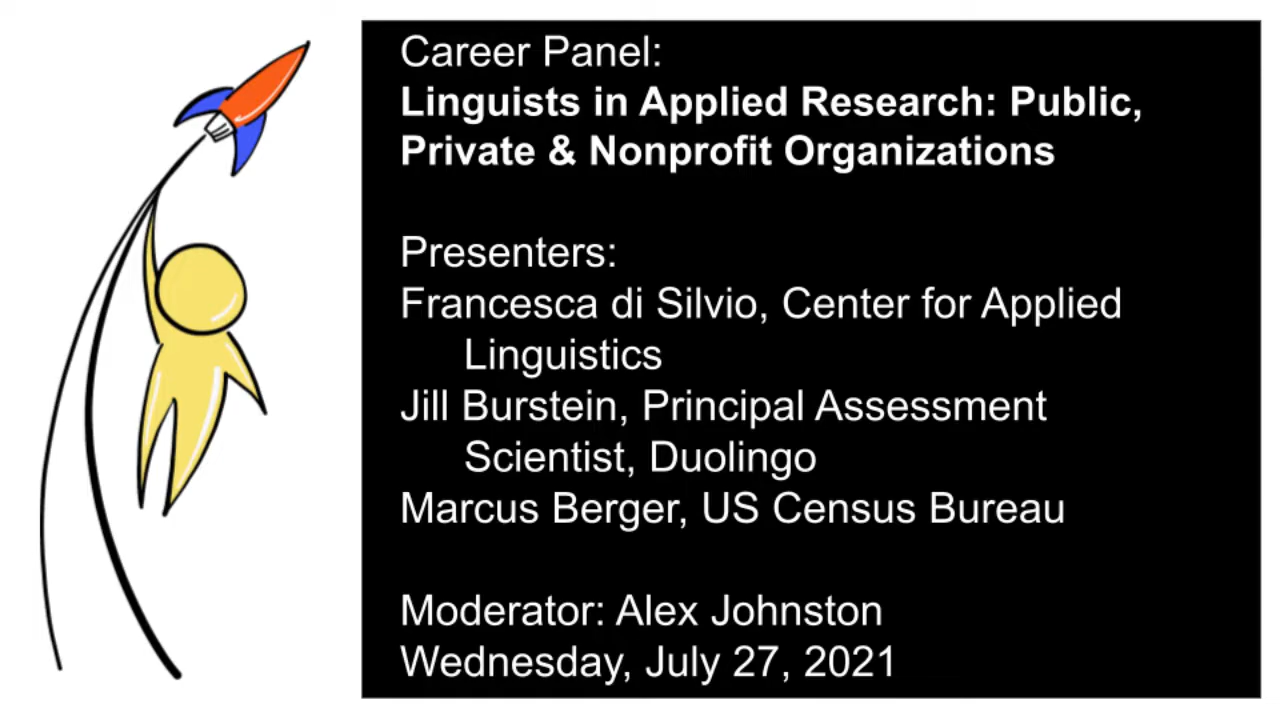 Career Panel:
Linguists in Applied Research: Public,
Private & Nonprofit Organizations
Presenters:
Francesca di Silvio, Center for Applied
Linguistics
Jill Burstein, Principal Assessment
Scientist, Duolingo
Marcus Berger, US Census Bureau
Moderator: Alex Johnston
Wednesday, July 27, 2021